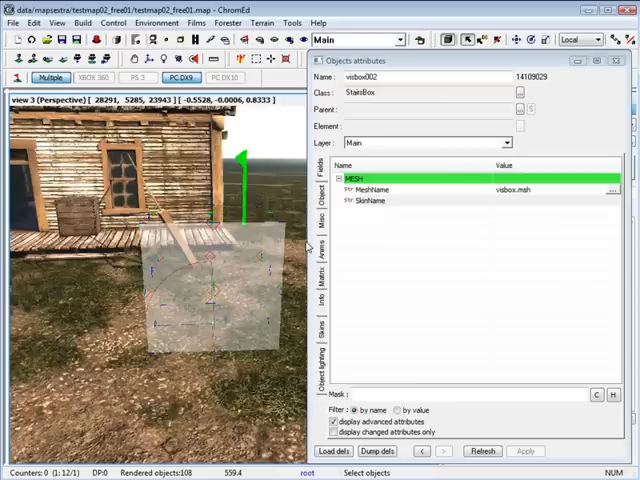 data/mapsextra/testmap02_free01/testmap02_free01.map - ChromEd
File Edit View Build Control Environment Films Forester Terrain Tools Help
Main
Local
Multiple XBOX 360 PS 3 PC DX9 PC DX10
view 3 (Perspective) [ 28291, 5285, 23943] [ -0.5528, -0.0006, 0.8333]
Objects attributes
Name : visbox002 14109029
Class : StairsBox ...
Parent : ... S
Element : ...
Layer : Main
Name Value
MESH
Str MeshName visbox.msh ...
Str SkinName
Fields
Object
Misc
Anims
Matrix
Info
Skins
Object lighting
Mask : C H
Filter : by name by value
display advanced attributes
display changed attributes only
Load defs Dump defs < > Refresh Apply
Counters: 0 (1: 12/1) DP:0 Rendered objects:108 559.4 root Select objects NUM